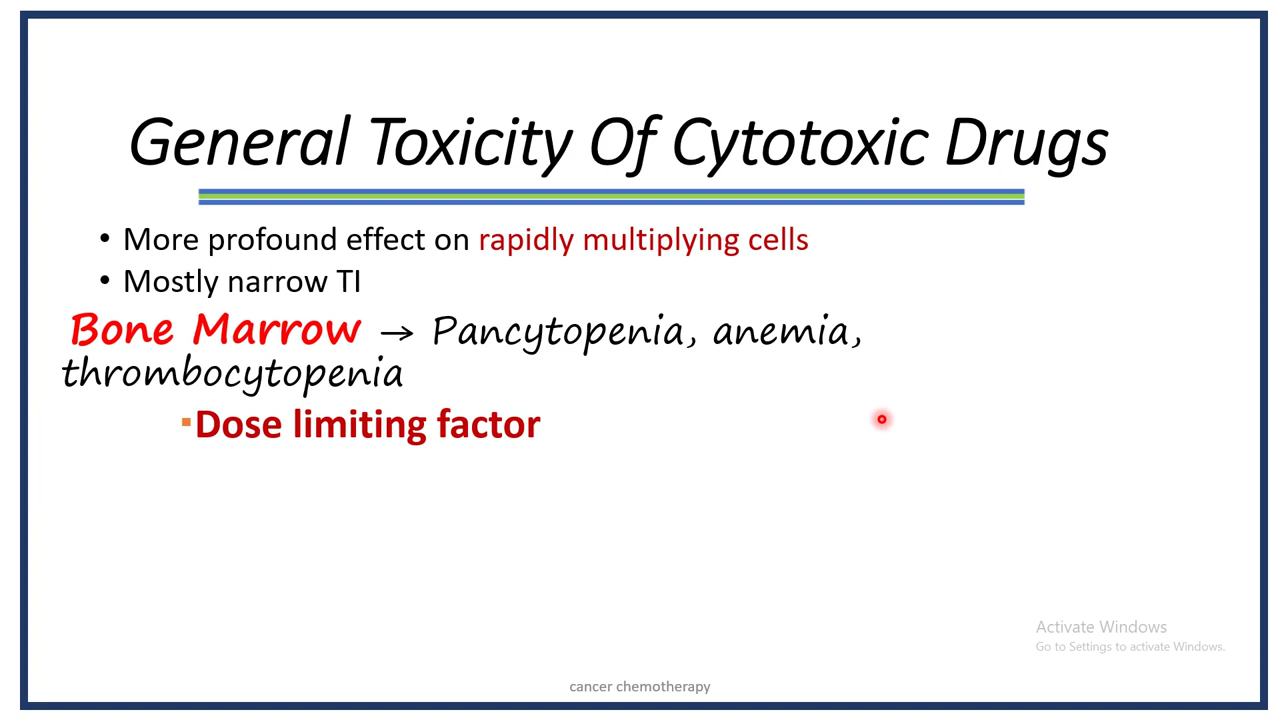 General Toxicity Of Cytotoxic Drugs
• More profound effect on rapidly multiplying cells
• Mostly narrow TI
Bone Marrow → Pancytopenia, anemia,
thrombocytopenia
▪Dose limiting factor
Activate Windows
Go to Settings to activate Windows.
cancer chemotherapy